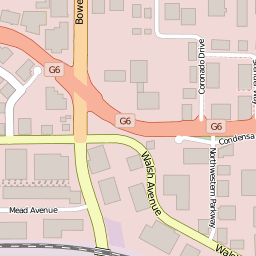 Bowe
G6
Coronado Drive
G6
G6
Condensa
Walsh Avenue
Northwestern Parkway
Mead Avenue
Wals